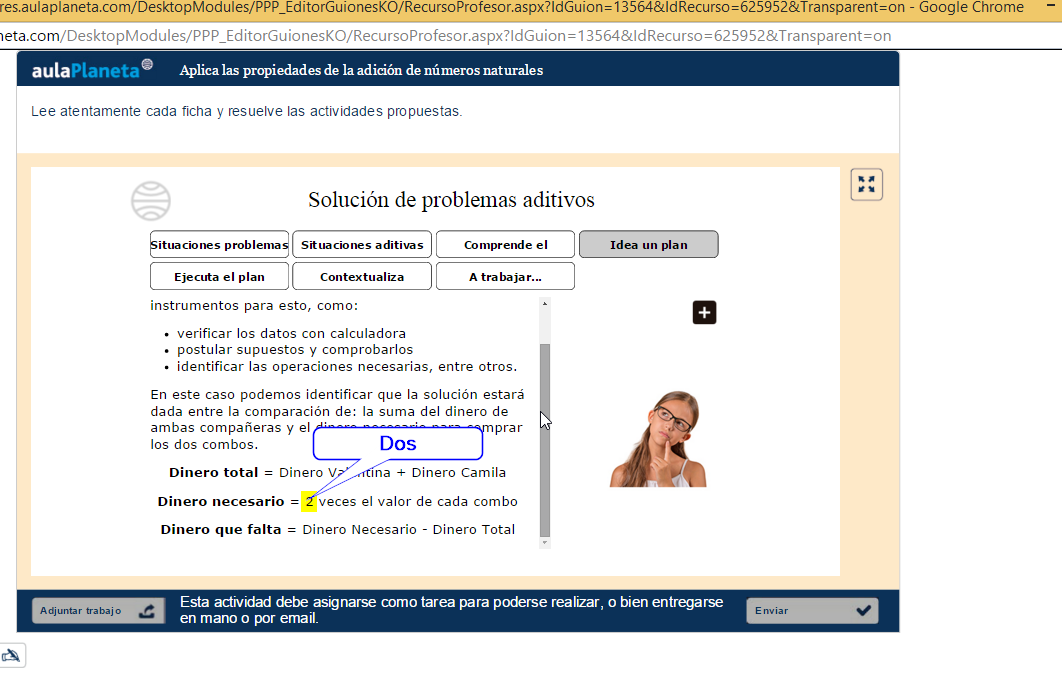 res.aulaplaneta.com/DesktopModules/PPP_EditorGuionesKO/RecursoProfesor.aspx?IdGuion=13564&IdRecurso=625952&Transparent=on - Google Chrome
neta.com/DesktopModules/PPP_EditorGuionesKO/RecursoProfesor.aspx?IdGuion=13564&IdRecurso=625952&Transparent=on
aulaPlaneta Aplica las propiedades de la adición de números naturales
Lee atentamente cada ficha y resuelve las actividades propuestas.
Solución de problemas aditivos
Situaciones problemas Situaciones aditivas Comprende el Idea un plan
Ejecuta el plan Contextualiza A trabajar...
instrumentos para esto, como:
• verificar los datos con calculadora
• postular supuestos y comprobarlos
• identificar las operaciones necesarias, entre otros.
En este caso podemos identificar que la solución estará
dada entre la comparación de: la suma del dinero de
ambas compañeras y el dinero necesario para comprar
los dos combos.
Dos
Dinero total = Dinero Valentina + Dinero Camila
Dinero necesario = 2 veces el valor de cada combo
Dinero que falta = Dinero Necesario - Dinero Total
Adjuntar trabajo
Esta actividad debe asignarse como tarea para poderse realizar, o bien entregarse
en mano o por email.
Enviar